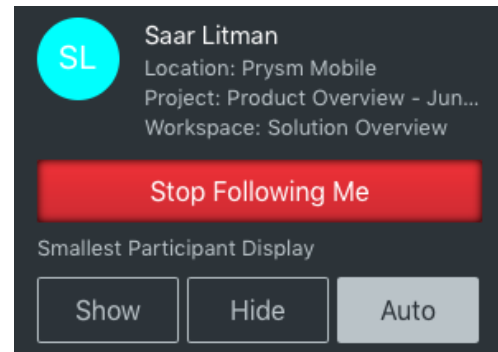 SL
Saar Litman
Location: Prysm Mobile
Project: Product Overview - Jun...
Workspace: Solution Overview
Stop Following Me
Smallest Participant Display
Show Hide Auto